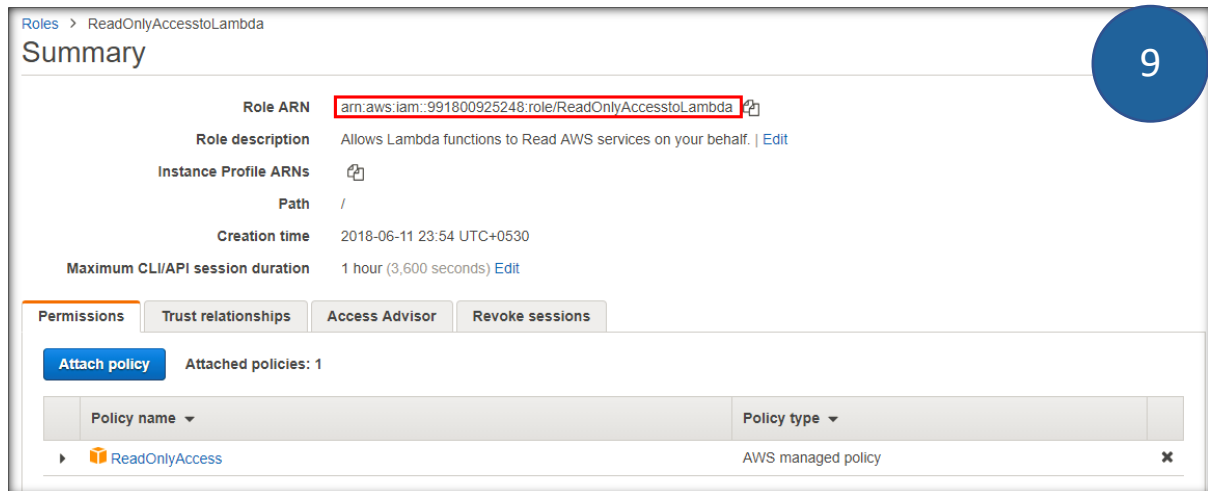 Roles > ReadOnlyAccesstoLambda
Summary
9
Role ARN arn:aws:iam::991800925248:role/ReadOnlyAccesstoLambda
Role description Allows Lambda functions to Read AWS services on your behalf. | Edit
Instance Profile ARNs
Path /
Creation time 2018-06-11 23:54 UTC+0530
Maximum CLI/API session duration 1 hour (3,600 seconds) Edit
Permissions Trust relationships Access Advisor Revoke sessions
Attach policy Attached policies: 1
Policy name Policy type
ReadOnlyAccess AWS managed policy